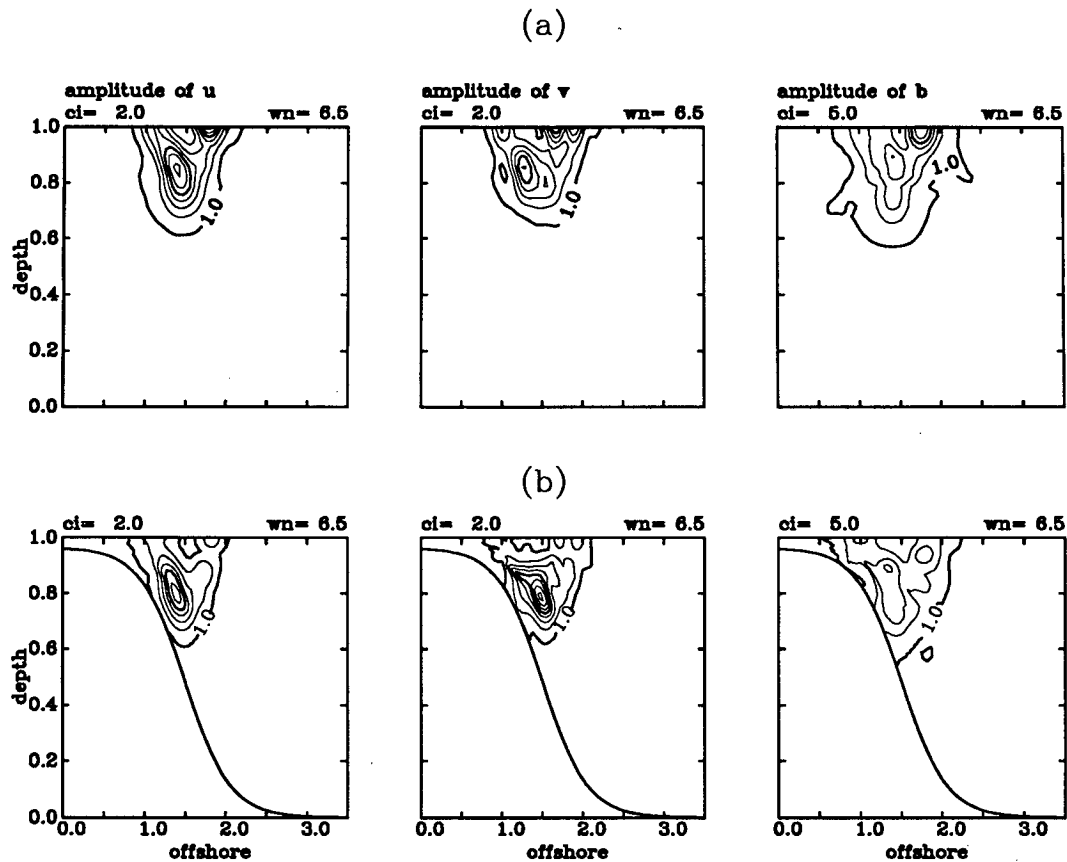 (a)
amplitude of u
ci= 2.0 wn= 6.5
amplitude of v
ci= 2.0 wn= 6.5
amplitude of b
ci= 5.0 wn= 6.5
1.0
0.8
0.6
0.4
0.2
0.0
depth
1.0
1.0
1.0
(b)
ci= 2.0 wn= 6.5
ci= 2.0 wn= 6.5
ci= 5.0 wn= 6.5
1.0
0.8
0.6
0.4
0.2
0.0
depth
1.0
1.0
1.0
0.0 1.0 2.0 3.0
offshore
0.0 1.0 2.0 3.0
offshore
0.0 1.0 2.0 3.0
offshore